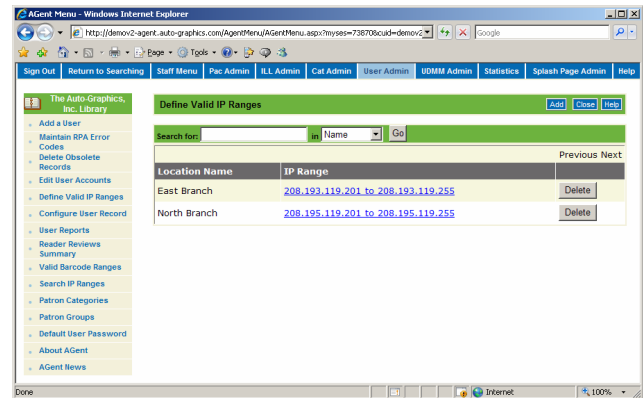 AGent Menu - Windows Internet Explorer
http://demov2-agent.auto-graphics.com/AgentMenu/AGentMenu.aspx?myses=73870&cuid=demov2
Google
Page Tools
Sign Out Return to Searching Staff Menu Pac Admin ILL Admin Cat Admin User Admin UDMM Admin Statistics Splash Page Admin Help
The Auto-Graphics, Inc. Library
Add a User
Maintain RPA Error Codes
Delete Obsolete Records
Edit User Accounts
Define Valid IP Ranges
Configure User Record
User Reports
Reader Reviews Summary
Valid Barcode Ranges
Search IP Ranges
Patron Categories
Patron Groups
Default User Password
About AGent
AGent News
Define Valid IP Ranges Add Close Help
Search for: in Name Go
Previous Next
Location Name IP Range
East Branch 208.193.119.201 to 208.193.119.255 Delete
North Branch 208.195.119.201 to 208.195.119.255 Delete
Done Internet 100%